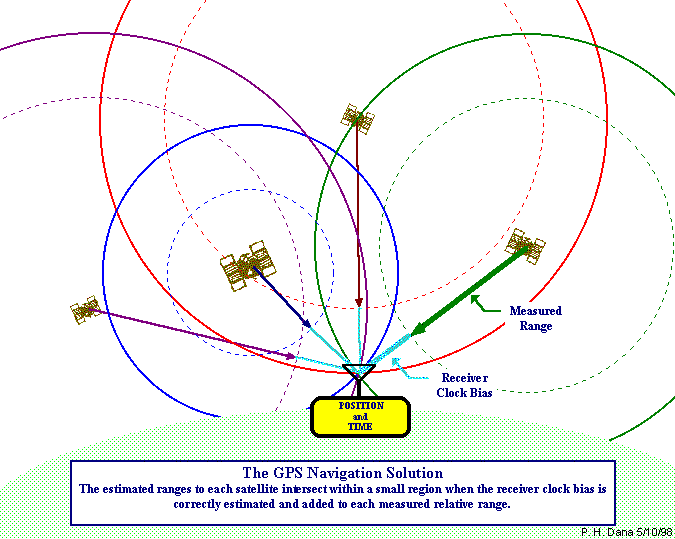 Measured
Range
Receiver
Clock Bias
POSITION
and
TIME
The GPS Navigation Solution
The estimated ranges to each satellite intersect within a small region when the receiver clock bias is
correctly estimated and added to each measured relative range.
P. H. Dana 5/10/98